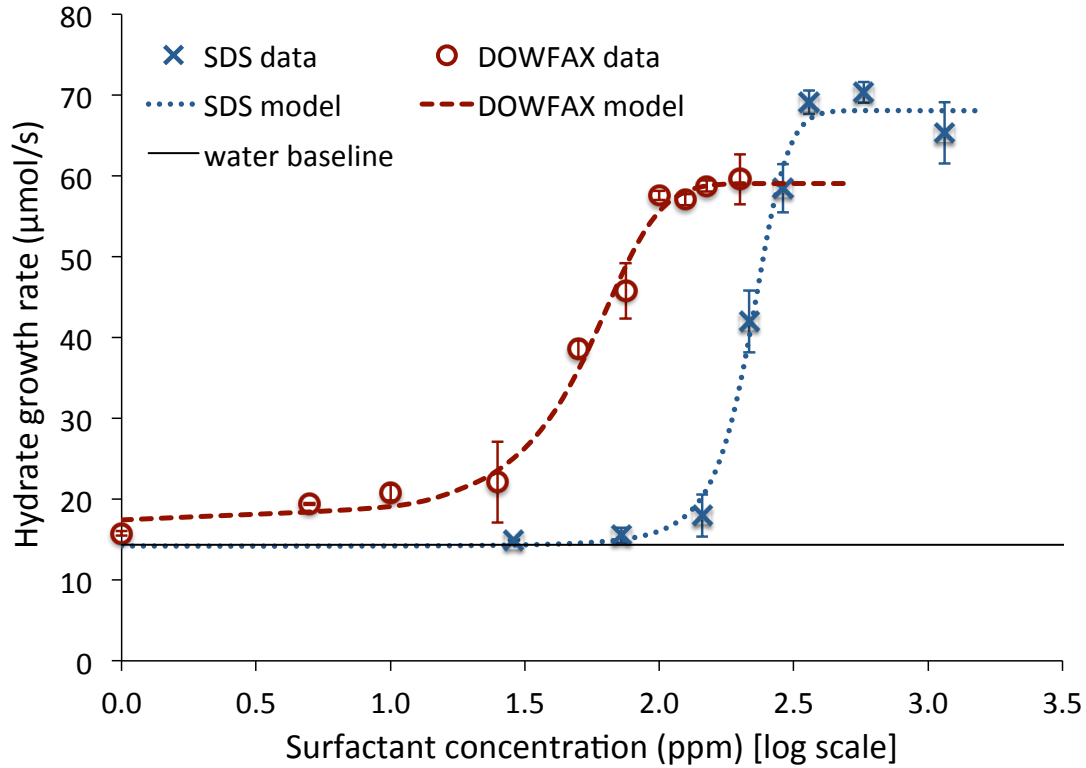 80
70
60
50
40
30
20
10
0
Hydrate growth rate (µmol/s)
SDS data
DOWFAX data
SDS model
DOWFAX model
water baseline
0.0 0.5 1.0 1.5 2.0 2.5 3.0 3.5
Surfactant concentration (ppm) [log scale]